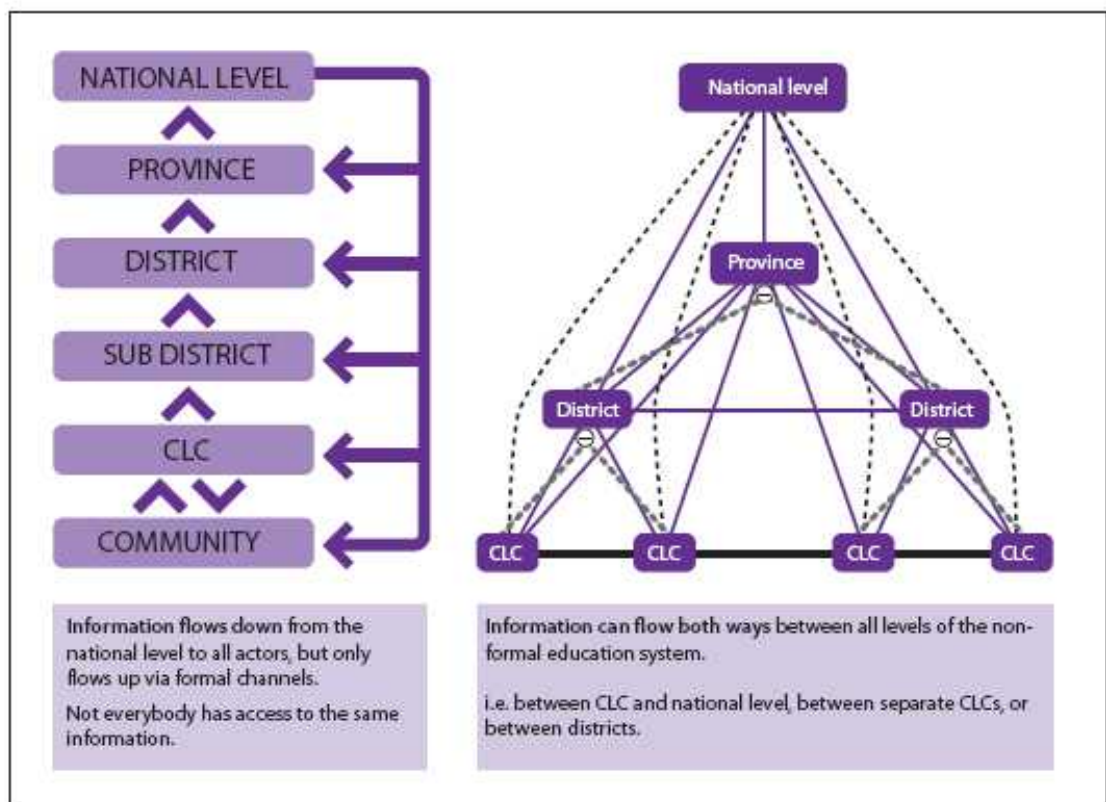 NATIONAL LEVEL
PROVINCE
DISTRICT
SUB DISTRICT
CLC
COMMUNITY
Information flows down from the
national level to all actors, but only
flows up via formal channels.
Not everybody has access to the same
information.
National level
Province
District
District
CLC
CLC
CLC
CLC
Information can flow both ways between all levels of the non-
formal education system.
i.e. between CLC and national level, between separate CLCs, or
between districts.